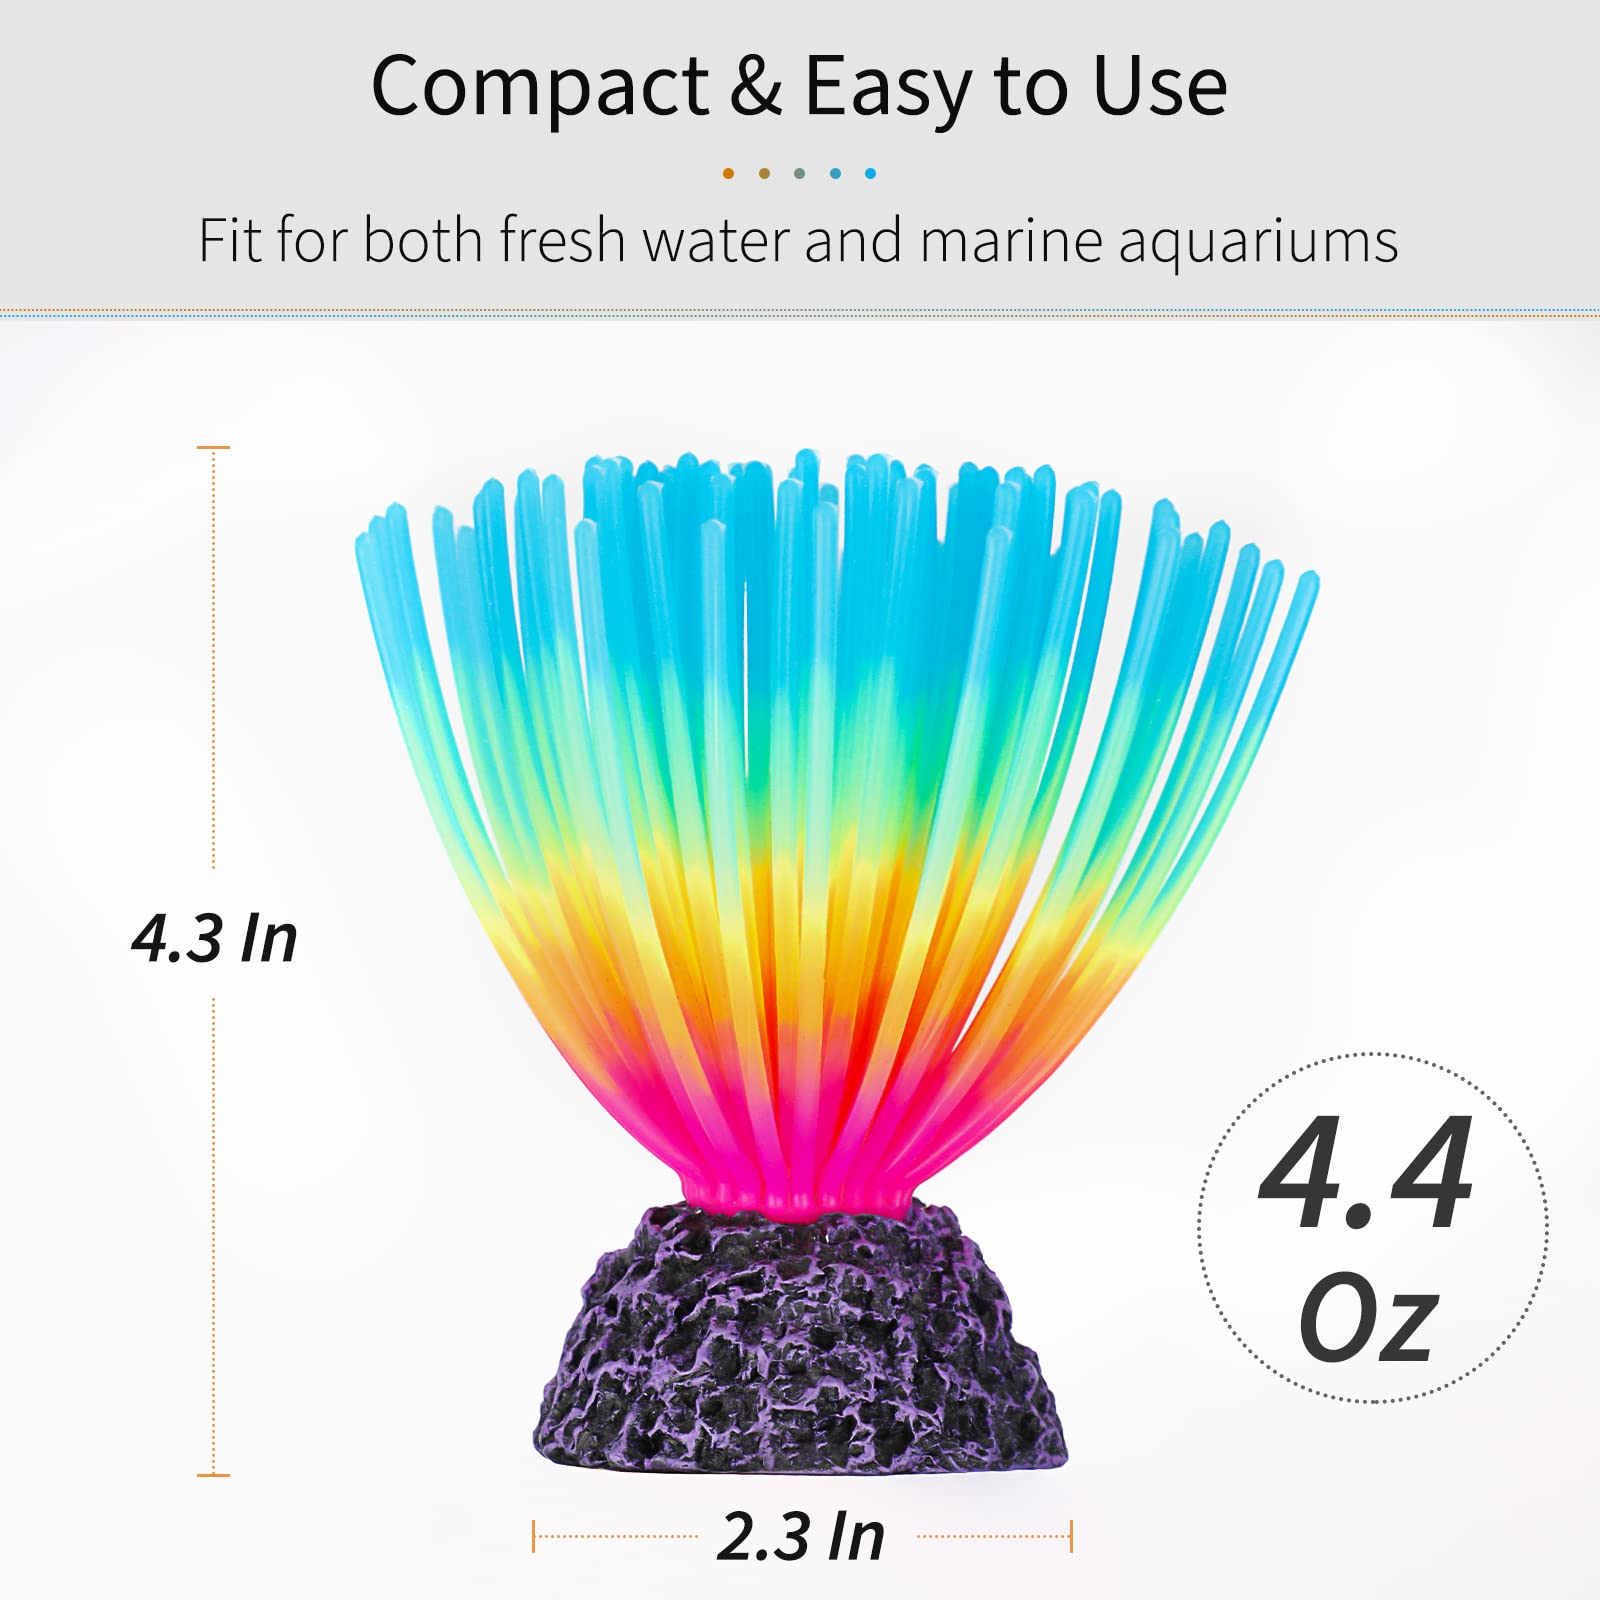 Compact & Easy to Use
Fit for both fresh water and marine aquariums
4.3 In
4.4
Oz
2.3 In